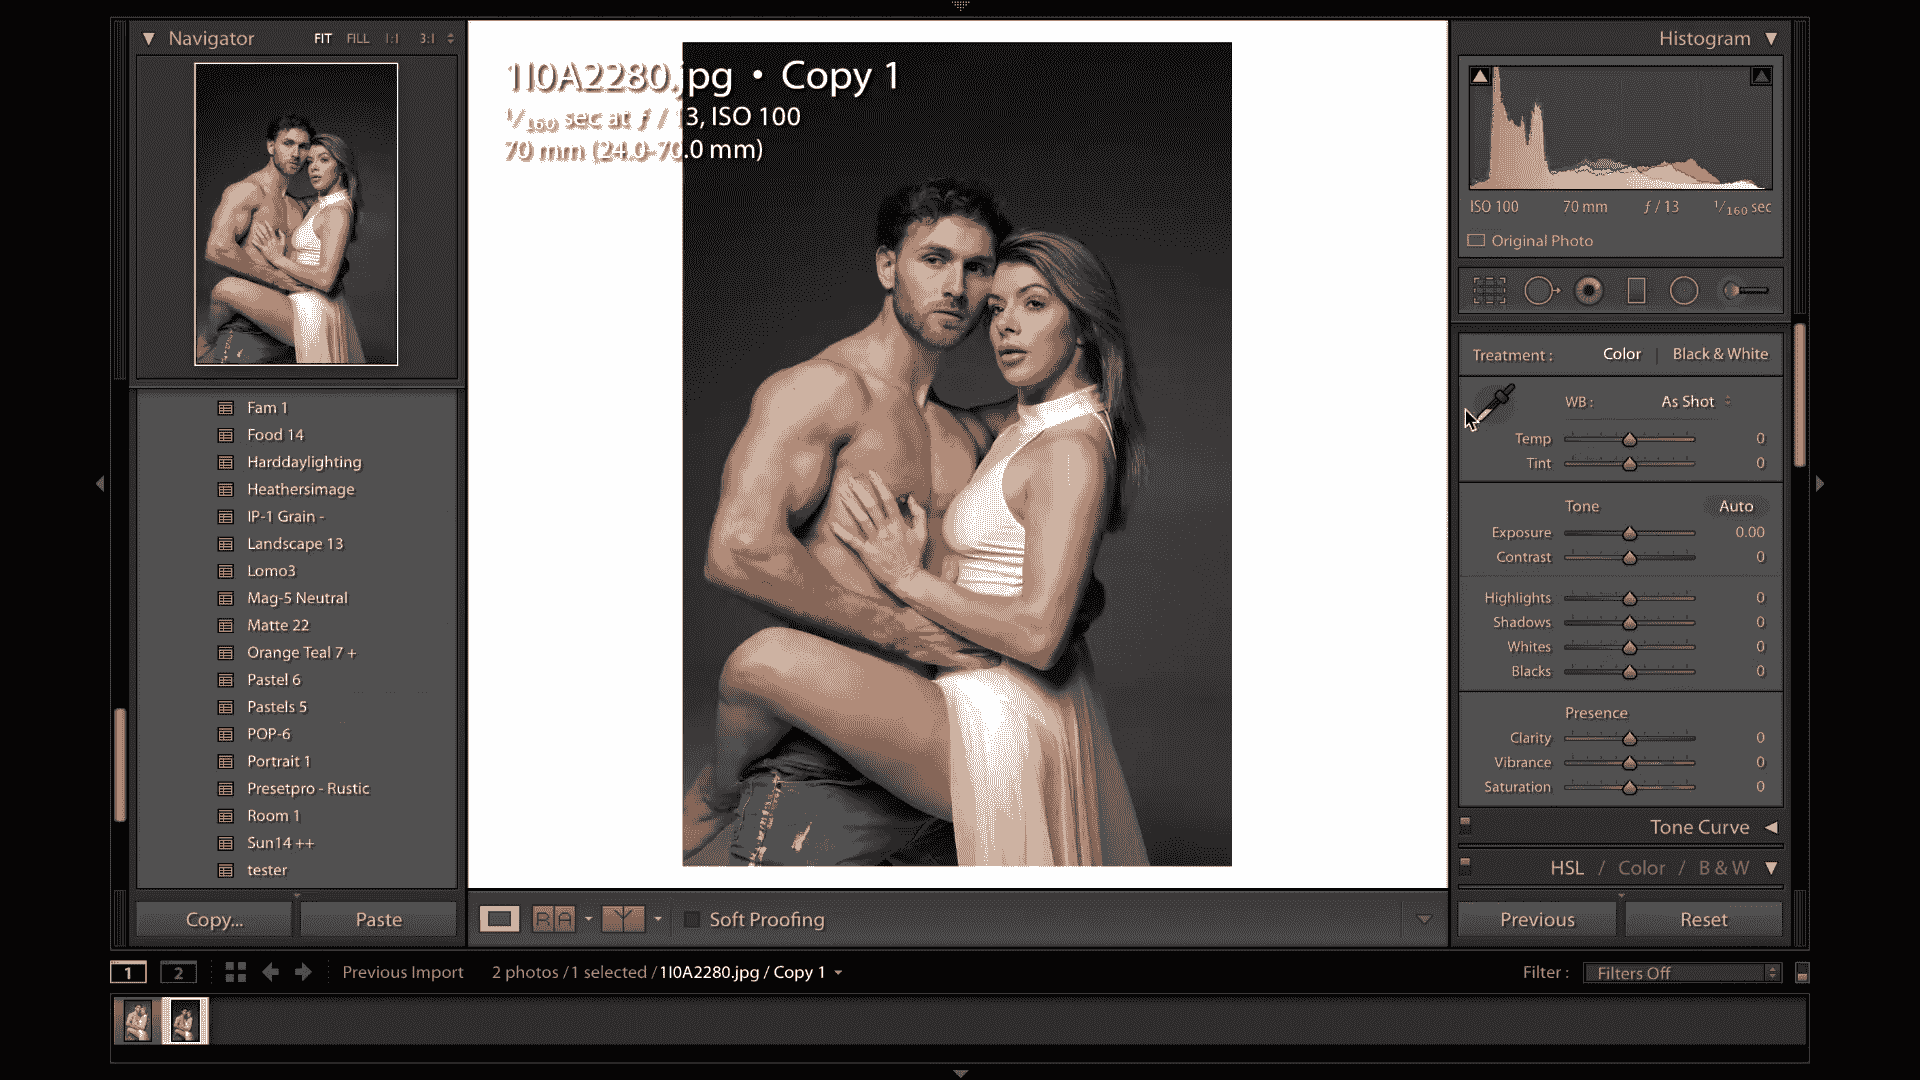 Navigator FIT FILL 1:1 3:1
Fam 1
Food 14
Harddaylighting
Heathersimage
IP-1 Grain -
Landscape 13
Lomo3
Mag-5 Neutral
Matte 22
Orange Teal 7 +
Pastel 6
Pastels 5
POP-6
Portrait 1
Presetpro - Rustic
Room 1
Sun14 ++
tester
Copy... Paste
1I0A2280.jpg • Copy 1
1/160 sec at ƒ / 13, ISO 100
70 mm (24.0-70.0 mm)
R A Y Soft Proofing
Histogram
ISO 100 70 mm ƒ / 13 1/160 sec
Original Photo
Treatment : Color | Black & White
WB : As Shot
Temp 0
Tint 0
Tone Auto
Exposure 0.00
Contrast 0
Highlights 0
Shadows 0
Whites 0
Blacks 0
Presence
Clarity 0
Vibrance 0
Saturation 0
Tone Curve
HSL / Color / B & W
Previous Reset
1 2 Previous Import 2 photos / 1 selected / 1I0A2280.jpg / Copy 1 Filter : Filters Off